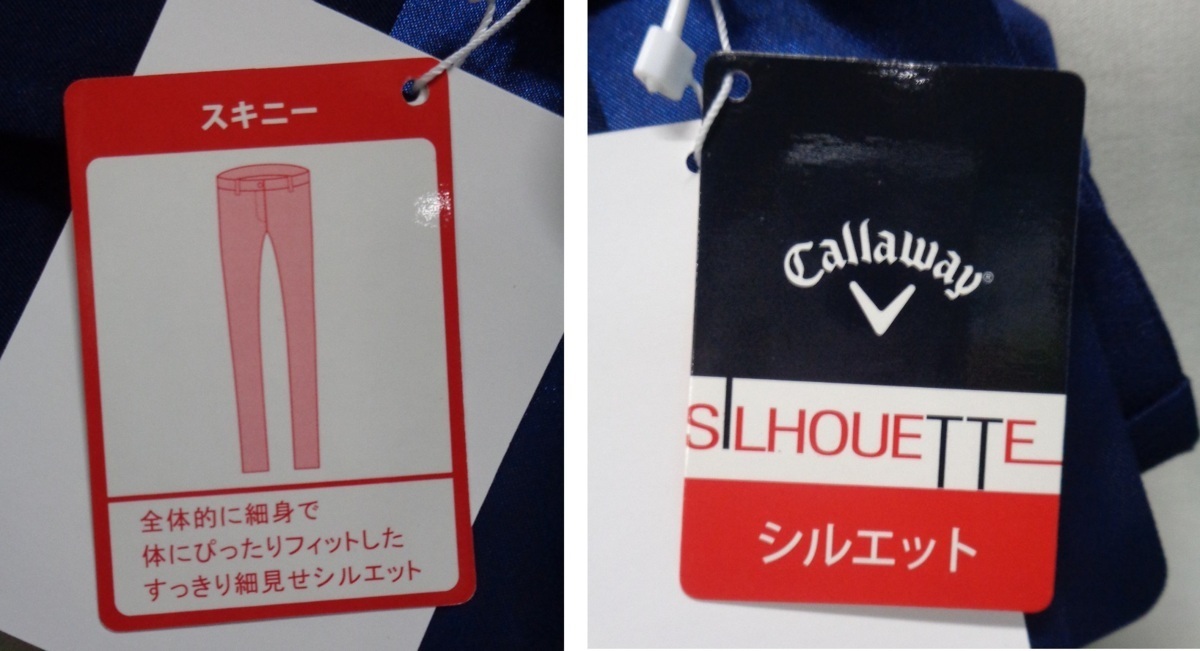 スキニー
全体的に細身で
体にぴったりフィットした
すっきり細見せシルエット
Callaway®
SILHOUETTE
シルエット